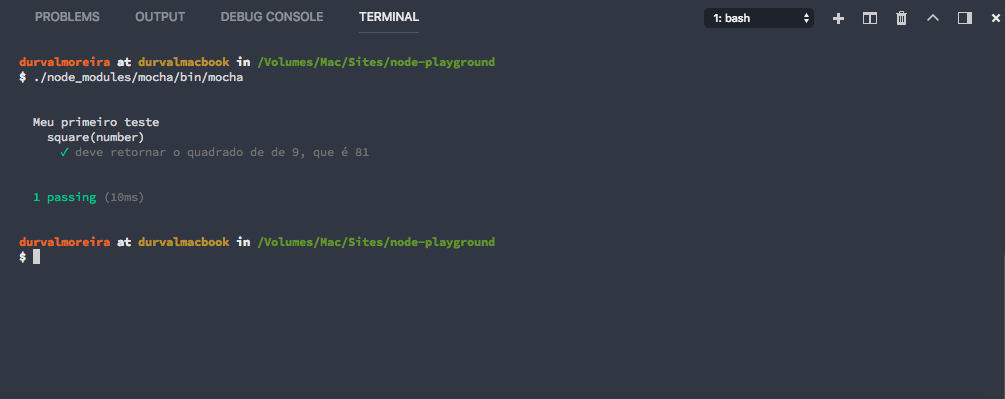 PROBLEMS OUTPUT DEBUG CONSOLE TERMINAL 1: bash
durvalmoreira at durvalmacbook in /Volumes/Mac/Sites/node-playground
$ ./node_modules/mocha/bin/mocha
Meu primeiro teste
square(number)
✓ deve retornar o quadrado de de 9, que é 81
1 passing (10ms)
durvalmoreira at durvalmacbook in /Volumes/Mac/Sites/node-playground
$